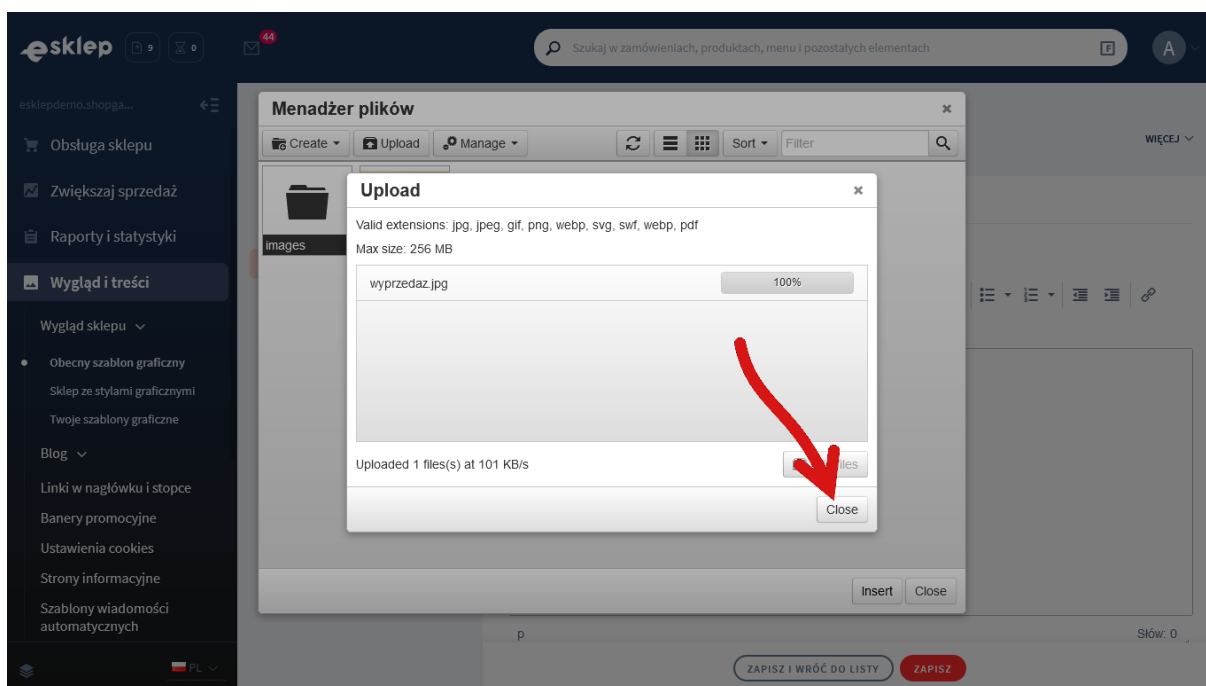 esklep 9 0 44 Szukaj w zamówieniach, produktach, menu i pozostałych elementach F A
esklepdemo.shopga...
Obsługa sklepu
Zwiększaj sprzedaż
Raporty i statystyki
Wygląd i treści
Wygląd sklepu
Obecny szablon graficzny
Sklep ze stylami graficznymi
Twoje szablony graficzne
Blog
Linki w nagłówku i stopce
Banery promocyjne
Ustawienia cookies
Strony informacyjne
Szablony wiadomości
automatycznych
PL
WIĘCEJ
Menadżer plików
Create Upload Manage Sort Filter
images
Upload
Valid extensions: jpg, jpeg, gif, png, webp, svg, swf, webp, pdf
Max size: 256 MB
wyprzedaz.jpg 100%
Uploaded 1 files(s) at 101 KB/s
Close
Insert Close
p Słów: 0
ZAPISZ I WRÓĆ DO LISTY ZAPISZ